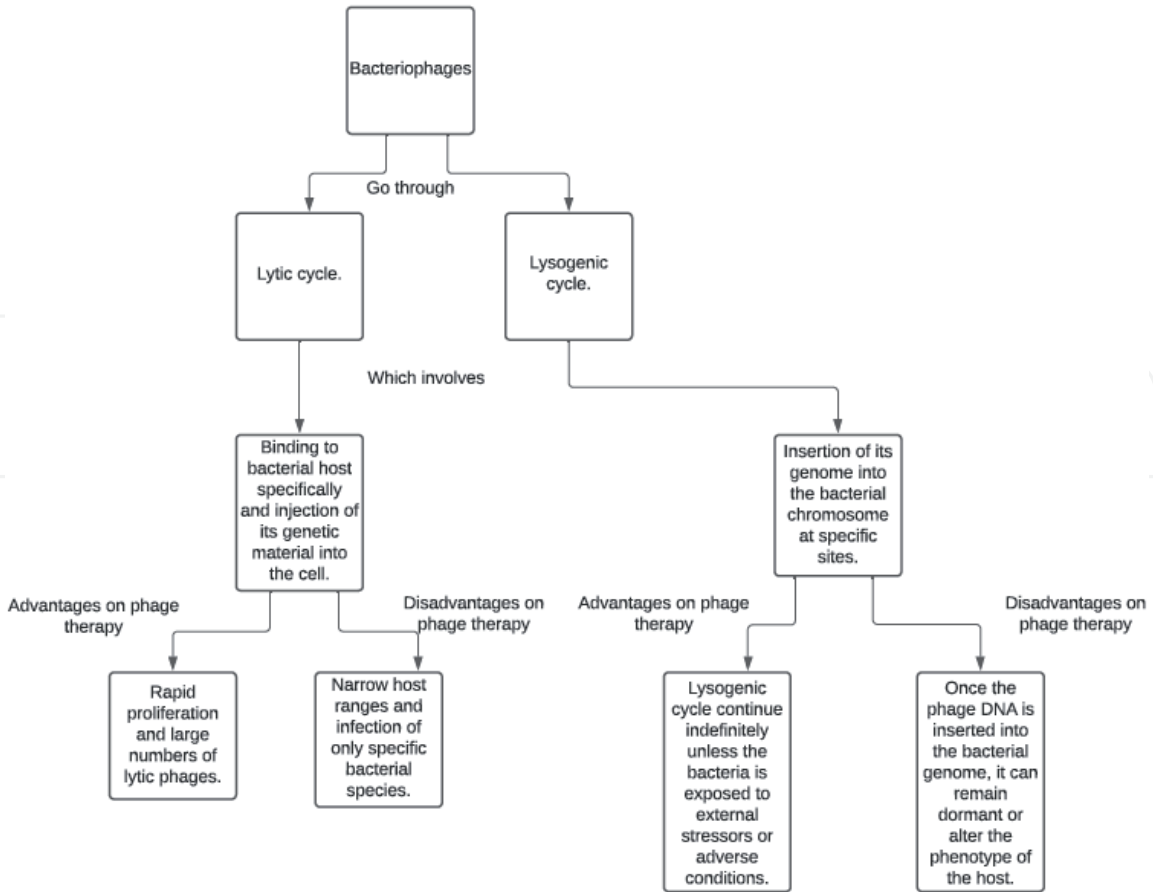 Bacteriophages
Go through
Lytic cycle.
Lysogenic
cycle.
Which involves
Binding to
bacterial host
specifically
and injection of
its genetic
material into
the cell.
Insertion of its
genome into
the bacterial
chromosome
at specific
sites.
Advantages on phage
therapy
Disadvantages on
phage therapy
Advantages on phage
therapy
Disadvantages on
phage therapy
Rapid
proliferation
and large
numbers of
lytic phages.
Narrow host
ranges and
infection of
only specific
bacterial
species.
Lysogenic
cycle continue
indefinitely
unless the
bacteria is
exposed to
external
stressors or
adverse
conditions.
Once the
phage DNA is
inserted into
the bacterial
genome, it can
remain
dormant or
alter the
phenotype of
the host.